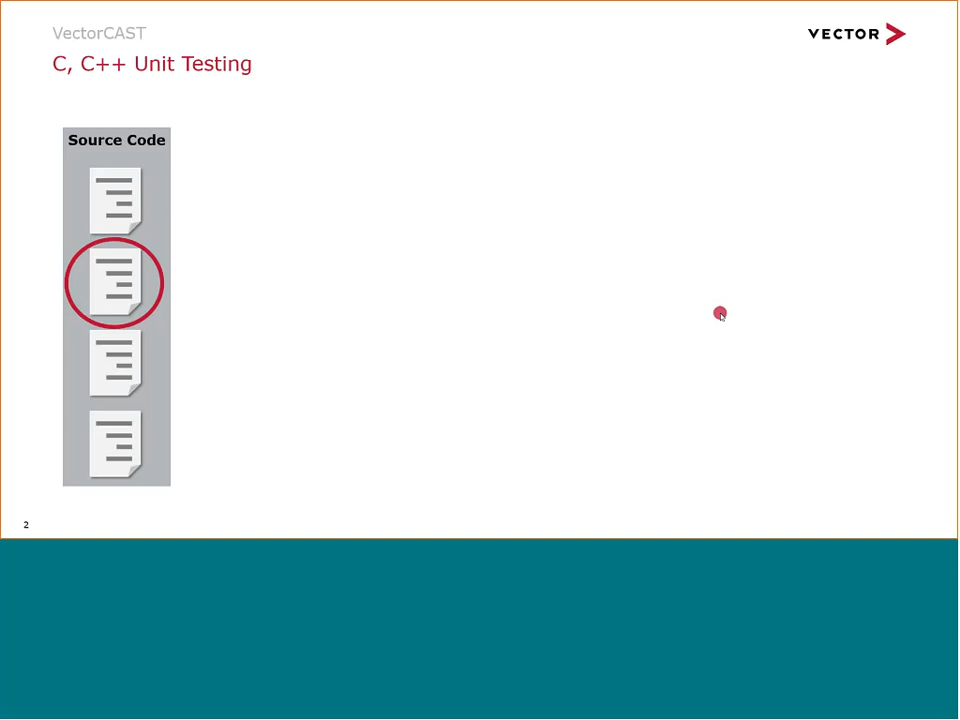 VectorCAST
VECTOR
C, C++ Unit Testing
Source Code
2